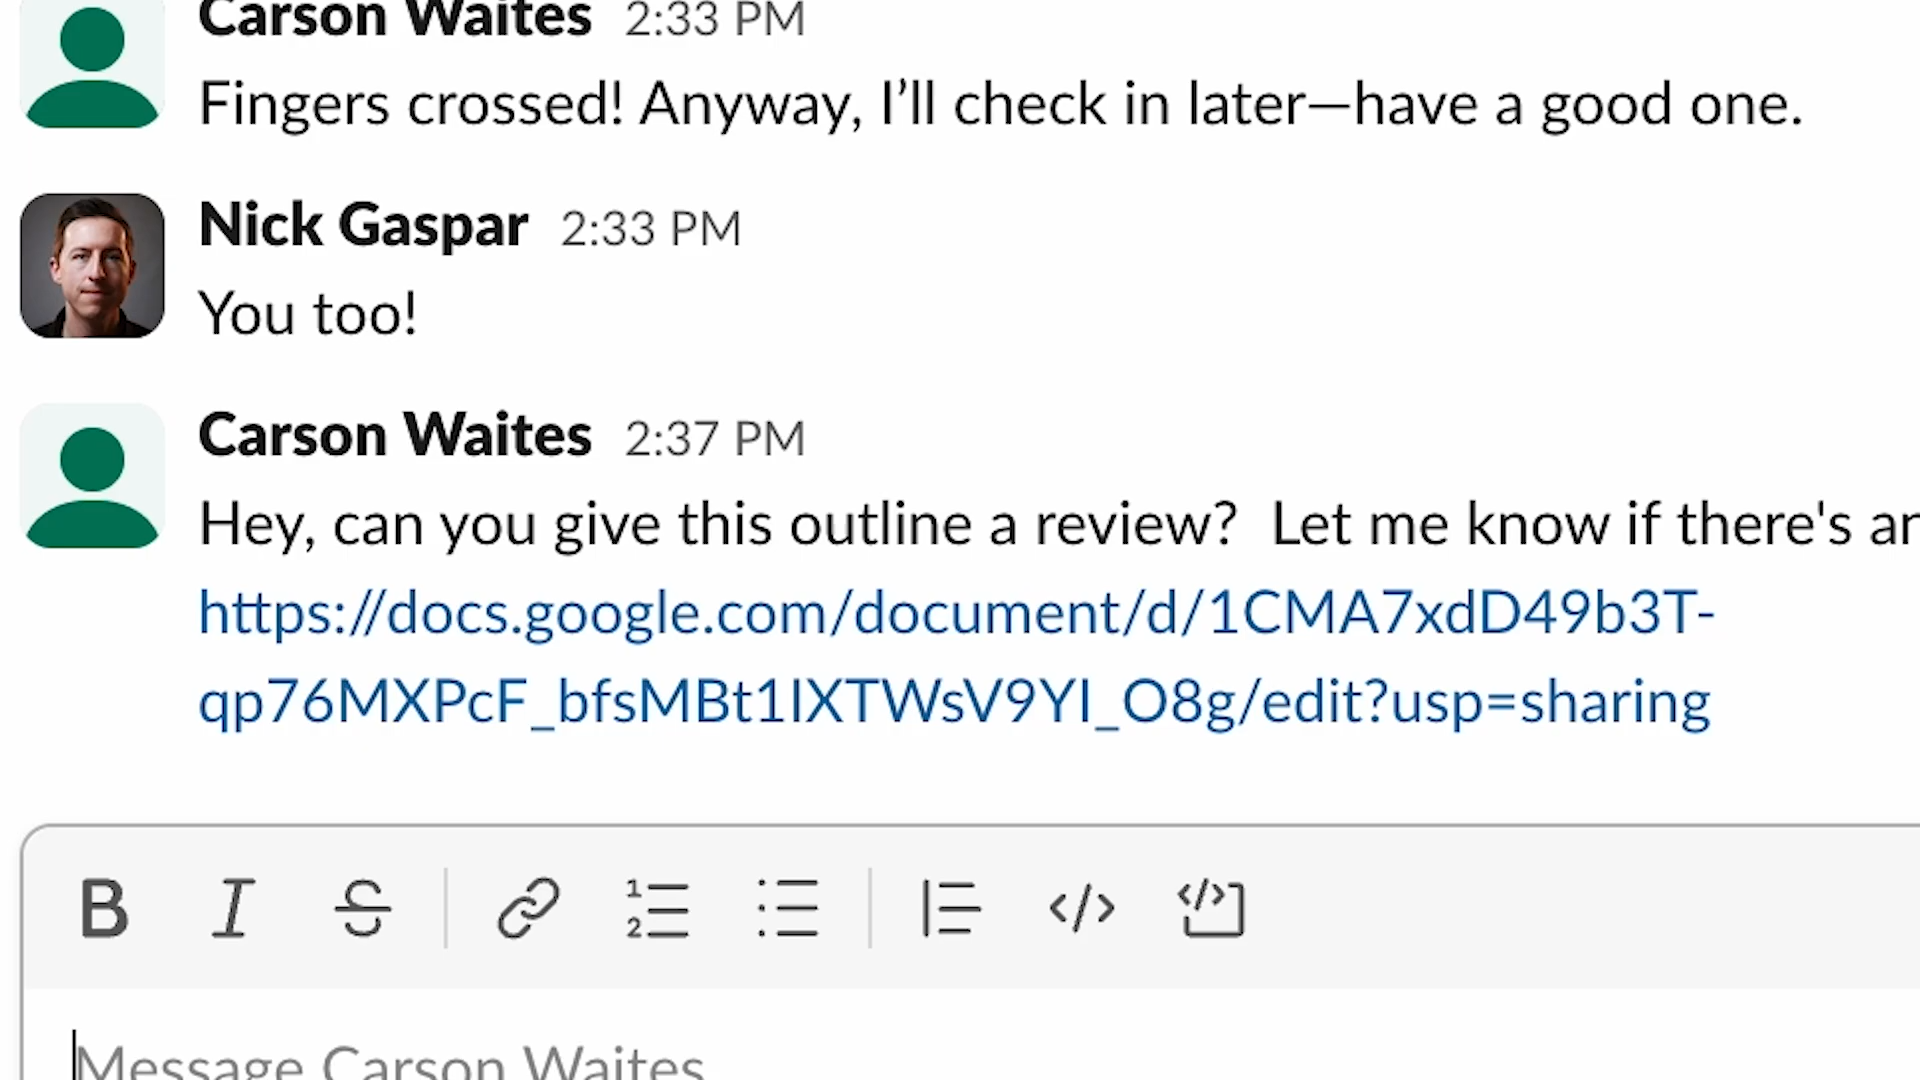 Carson Waites 2:33 PM
Fingers crossed! Anyway, I’ll check in later—have a good one.
Nick Gaspar 2:33 PM
You too!
Carson Waites 2:37 PM
Hey, can you give this outline a review?  Let me know if there's
https://docs.google.com/document/d/1CMA7xdD49b3T-
qp76MXPcF_bfsMBt1IXTWsV9YI_O8g/edit?usp=sharing
Message Carson Waites